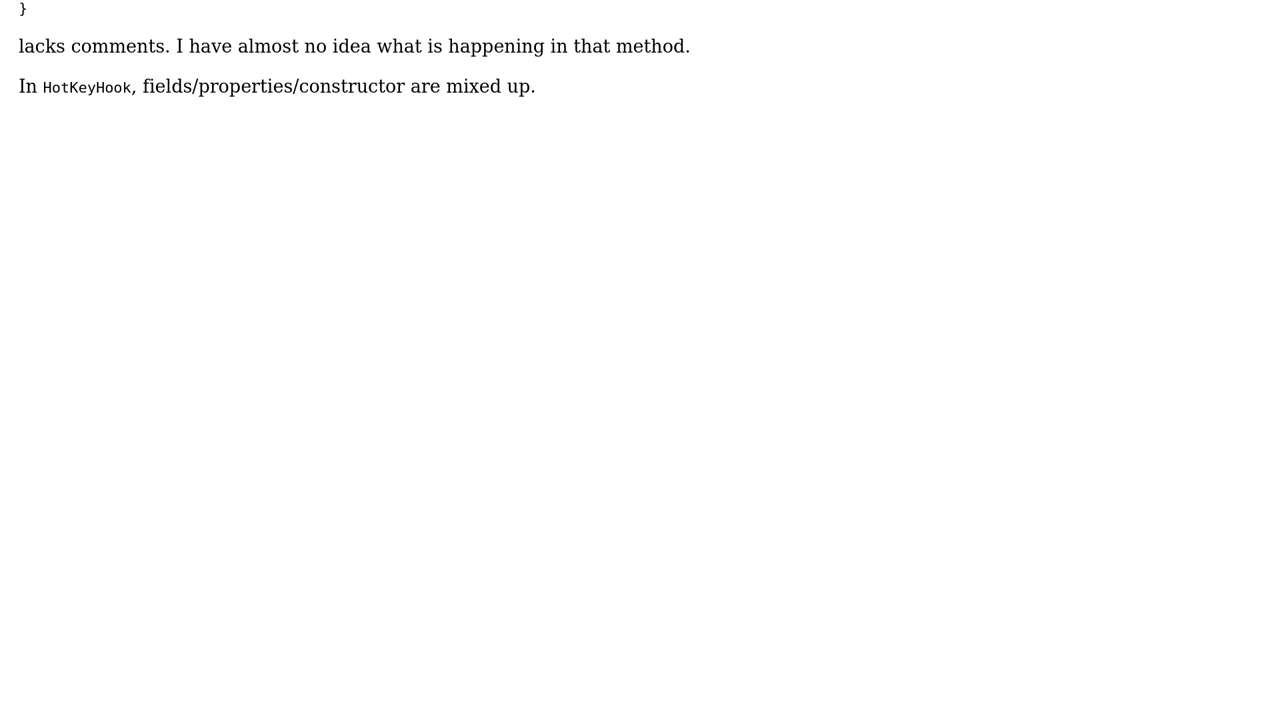 }
lacks comments. I have almost no idea what is happening in that method.
In HotKeyHook, fields/properties/constructor are mixed up.